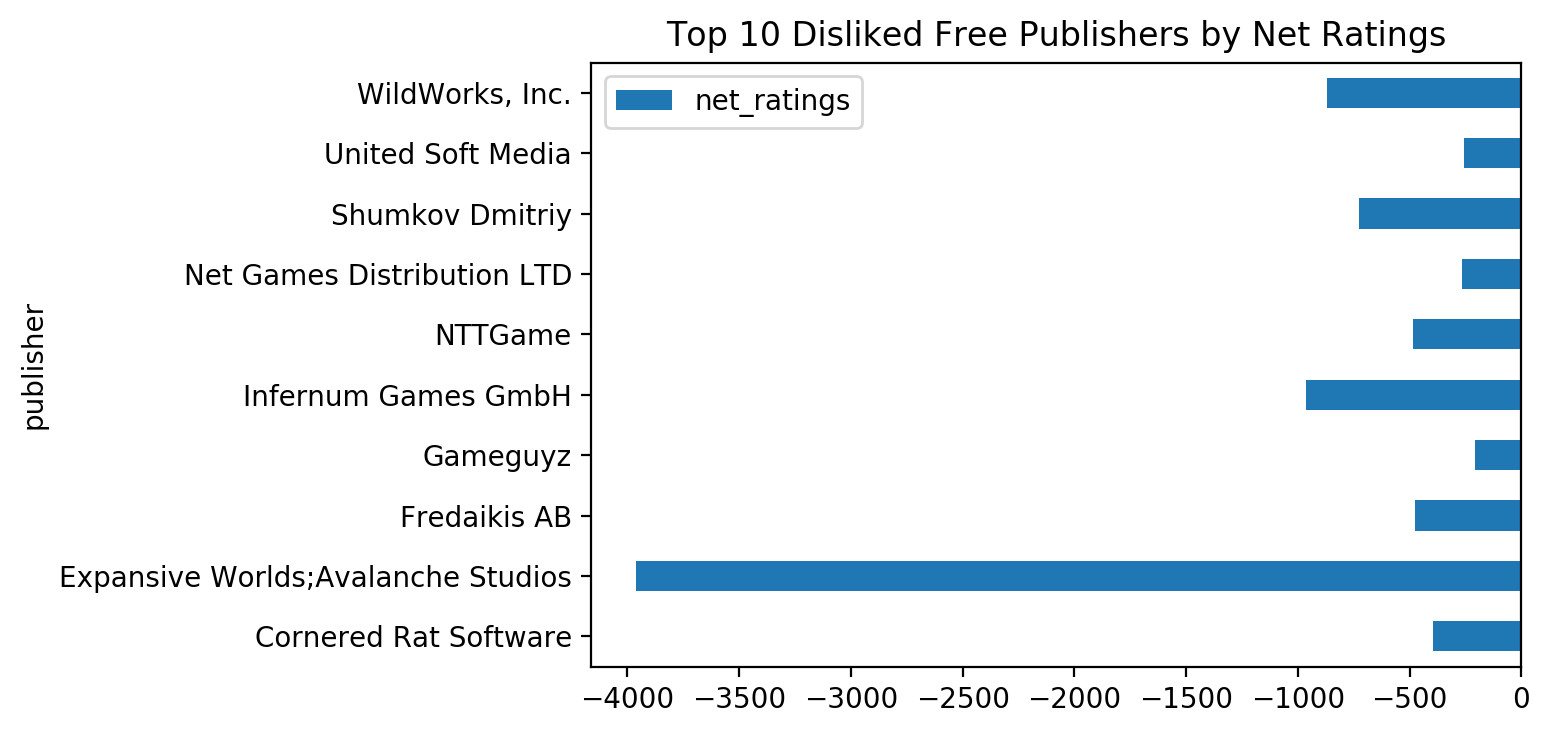 Top 10 Disliked Free Publishers by Net Ratings
net_ratings
publisher
WildWorks, Inc.
United Soft Media
Shumkov Dmitriy
Net Games Distribution LTD
NTTGame
Infernum Games GmbH
Gameguyz
Fredaikis AB
Expansive Worlds;Avalanche Studios
Cornered Rat Software
−4000 −3500 −3000 −2500 −2000 −1500 −1000 −500 0